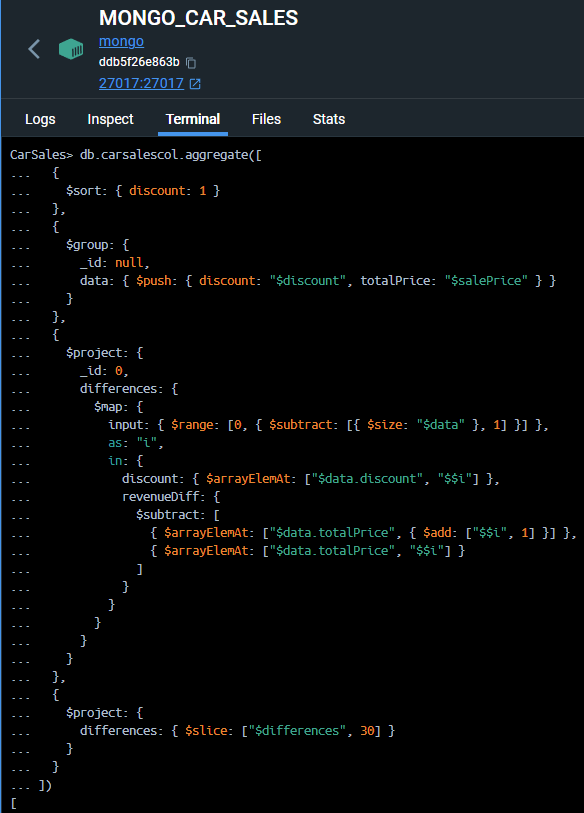 MONGO_CAR_SALES
mongo
ddb5f26e863b
27017:27017
Logs Inspect Terminal Files Stats
CarSales> db.carsalescol.aggregate([
...   {
...     $sort: { discount: 1 }
...   },
...   {
...     $group: {
...       _id: null,
...       data: { $push: { discount: "$discount", totalPrice: "$salePrice" } }
...     }
...   },
...   {
...     $project: {
...       _id: 0,
...       differences: {
...         $map: {
...           input: { $range: [0, { $subtract: [{ $size: "$data" }, 1] }] },
...           as: "i",
...           in: {
...             discount: { $arrayElemAt: ["$data.discount", "$$i"] },
...             revenueDiff: {
...               $subtract: [
...                 { $arrayElemAt: ["$data.totalPrice", { $add: ["$$i", 1] }] },
...                 { $arrayElemAt: ["$data.totalPrice", "$$i"] }
...               ]
...             }
...           }
...         }
...       }
...     }
...   },
...   {
...     $project: {
...       differences: { $slice: ["$differences", 30] }
...     }
...   }
... ])
[